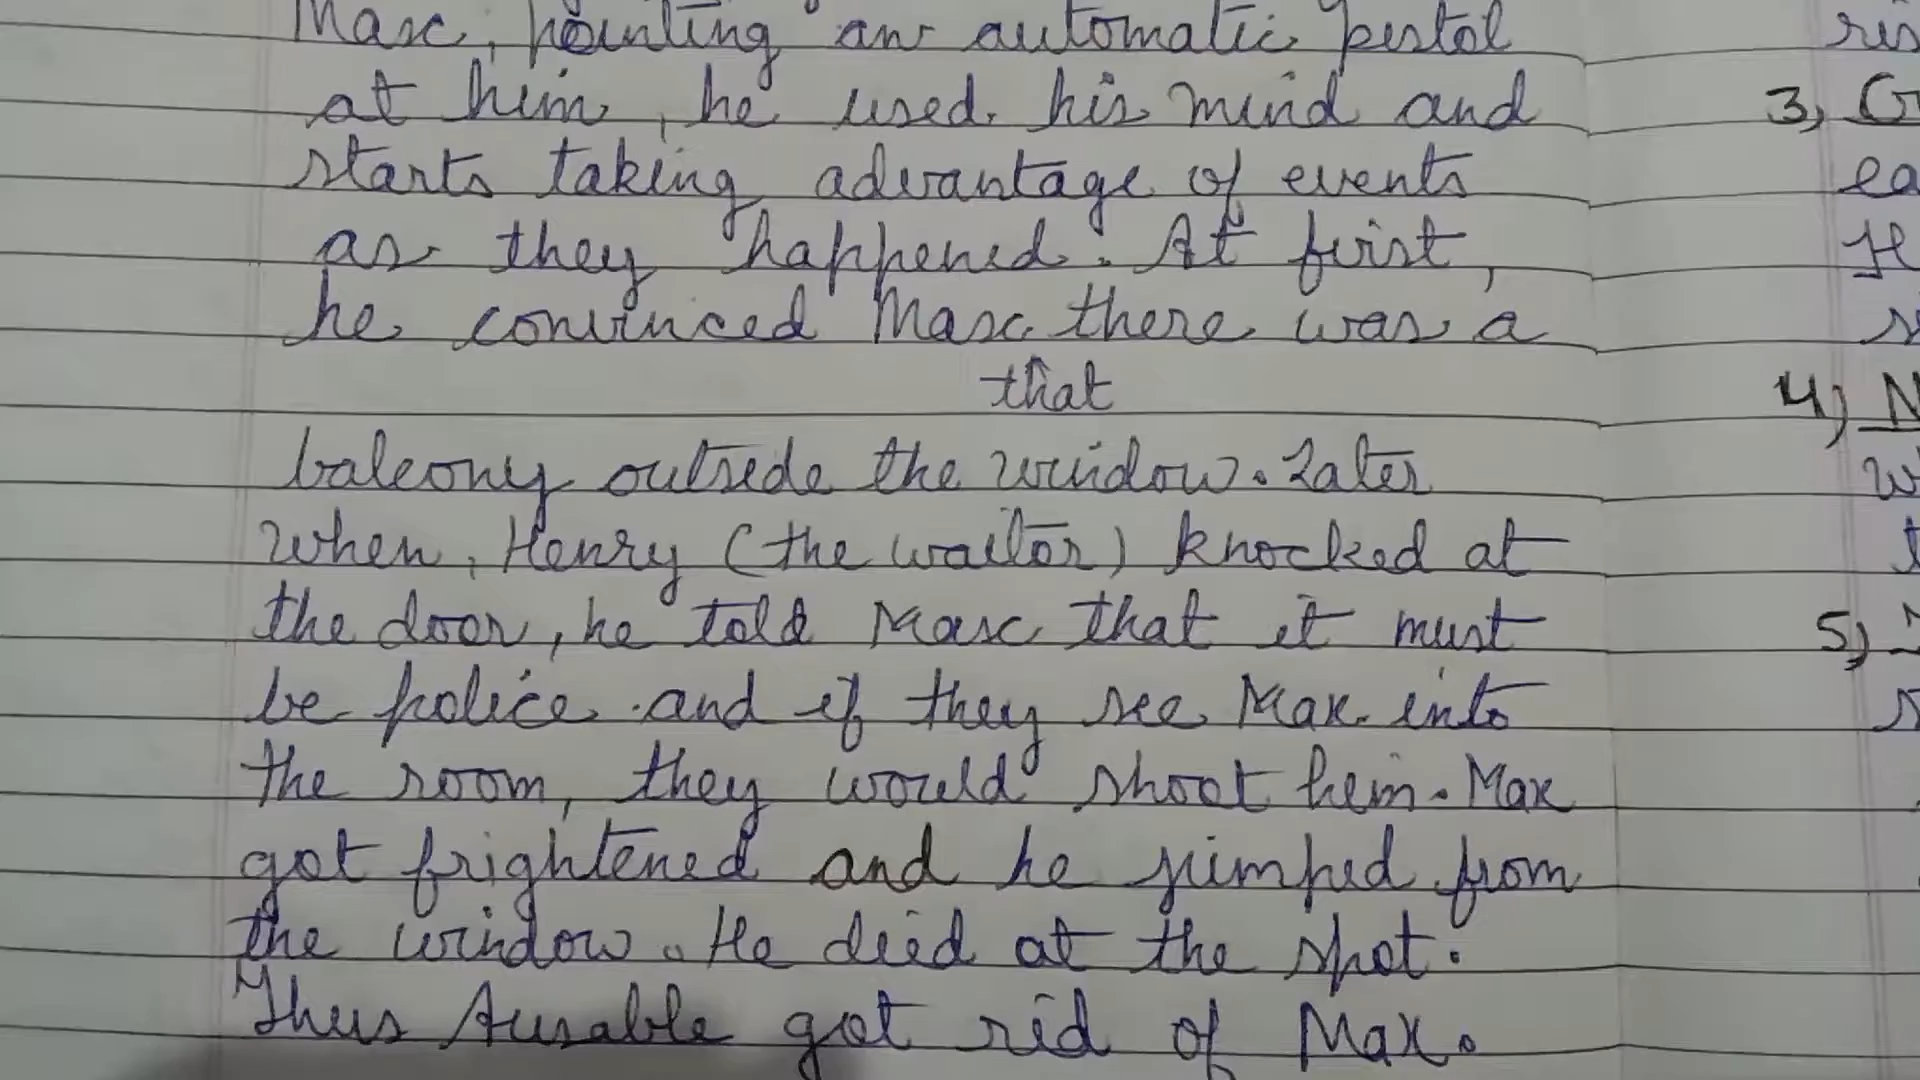 Max, pointing an automatic pistol
at him, he used his mind and
starts taking advantage of events
as they happened. At first,
he convinced Max there was a
that
balcony outside the window. Later
when, Henry (the waitor) knocked at
the door, he told Max that it must
be police and if they see Max into
the room, they would shoot him. Max
got frightened and he jumped from
the window. He died at the spot.
Thus Ausable got rid of Max.
3)
4)
5)